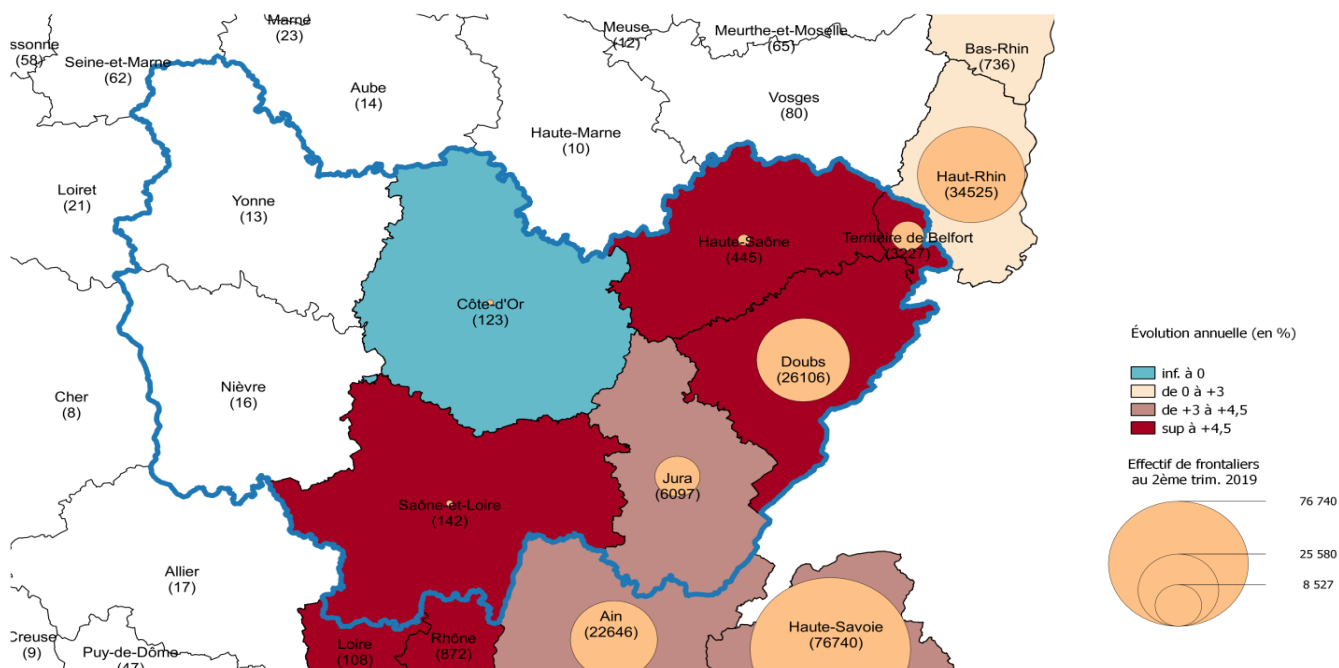 Marne
(23)
Meuse
(12)
Meurthe-et-Moselle
(65)
ssonne
(58)
Seine-et-Marne
(62)
Bas-Rhin
(736)
Aube
(14)
Vosges
(80)
Haute-Marne
(10)
Haut-Rhin
(34525)
Loiret
(21)
Yonne
(13)
Haute-Saône
(445)
Territoire de Belfort
(3227)
Côte-d'Or
(123)
Doubs
(26106)
Cher
(8)
Nièvre
(16)
Jura
(6097)
Saône-et-Loire
(142)
Allier
(17)
Ain
(22646)
Haute-Savoie
(76740)
Creuse
(9)
Puy-de-Dôme
(47)
Loire
(108)
Rhône
(872)
Évolution annuelle (en %)
inf. à 0
de 0 à +3
de +3 à +4,5
sup à +4,5
Effectif de frontaliers
au 2ème trim. 2019
76 740
25 580
8 527